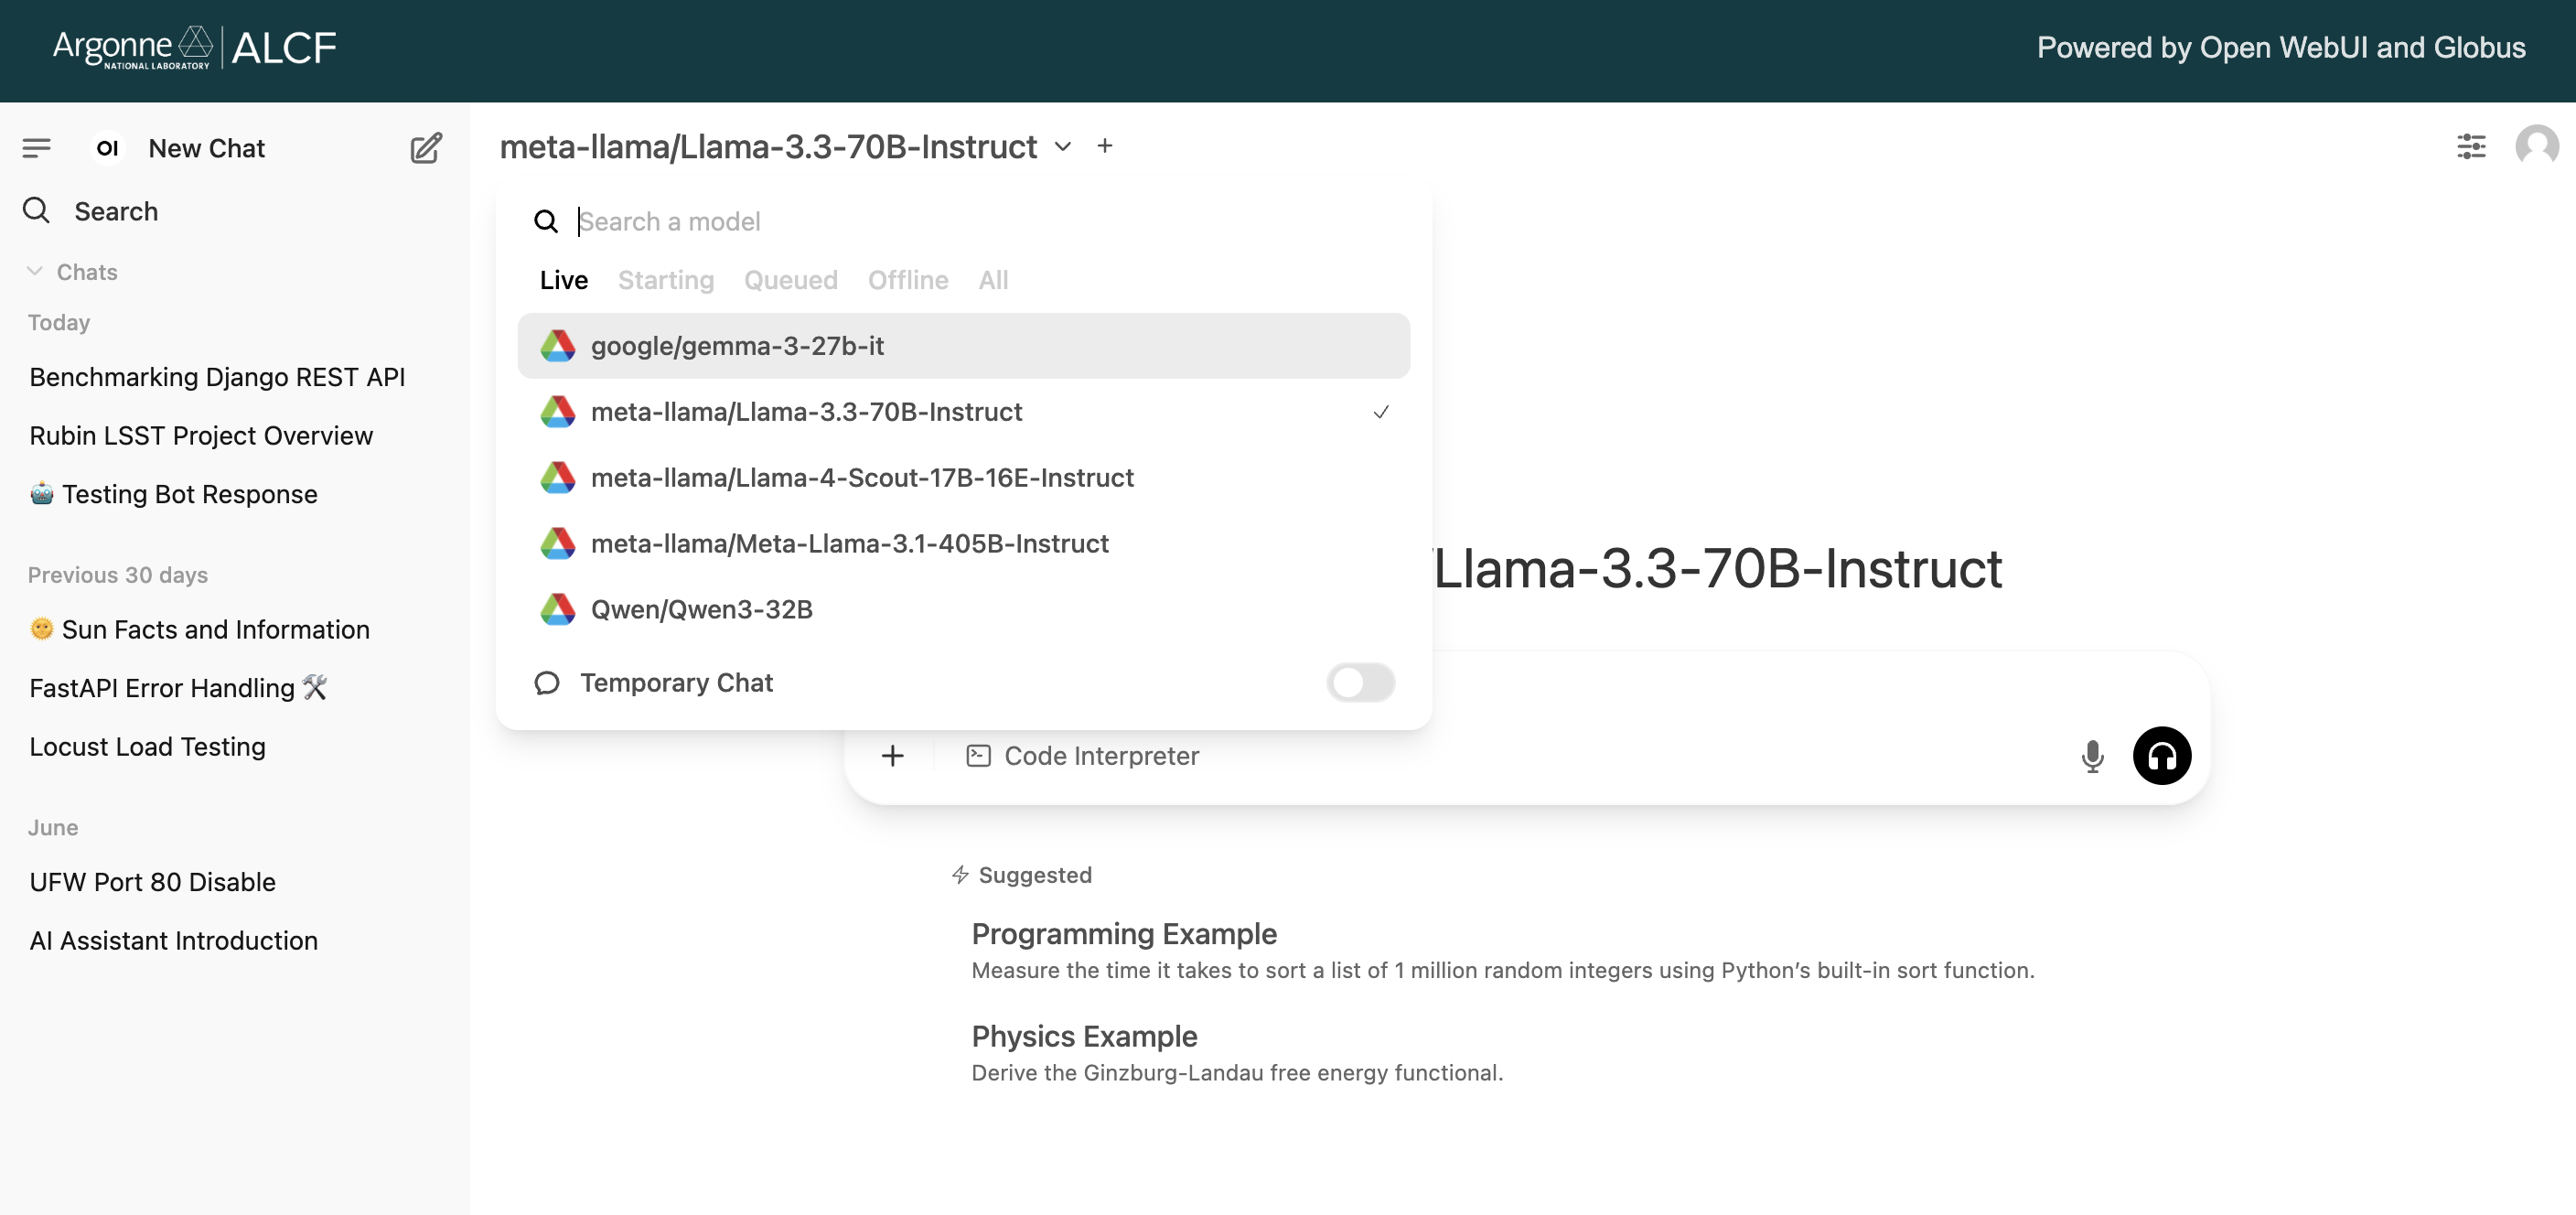 Argonne NATIONAL LABORATORY | ALCF
Powered by Open WebUI and Globus
OI New Chat
Search
Chats
Today
Benchmarking Django REST API
Rubin LSST Project Overview
🤖 Testing Bot Response
Previous 30 days
🌞 Sun Facts and Information
FastAPI Error Handling 🛠️
Locust Load Testing
June
UFW Port 80 Disable
AI Assistant Introduction
meta-llama/Llama-3.3-70B-Instruct
Search a model
Live Starting Queued Offline All
google/gemma-3-27b-it
meta-llama/Llama-3.3-70B-Instruct
meta-llama/Llama-4-Scout-17B-16E-Instruct
meta-llama/Meta-Llama-3.1-405B-Instruct
Qwen/Qwen3-32B
Temporary Chat
/Llama-3.3-70B-Instruct
Code Interpreter
Suggested
Programming Example
Measure the time it takes to sort a list of 1 million random integers using Python’s built-in sort function.
Physics Example
Derive the Ginzburg-Landau free energy functional.